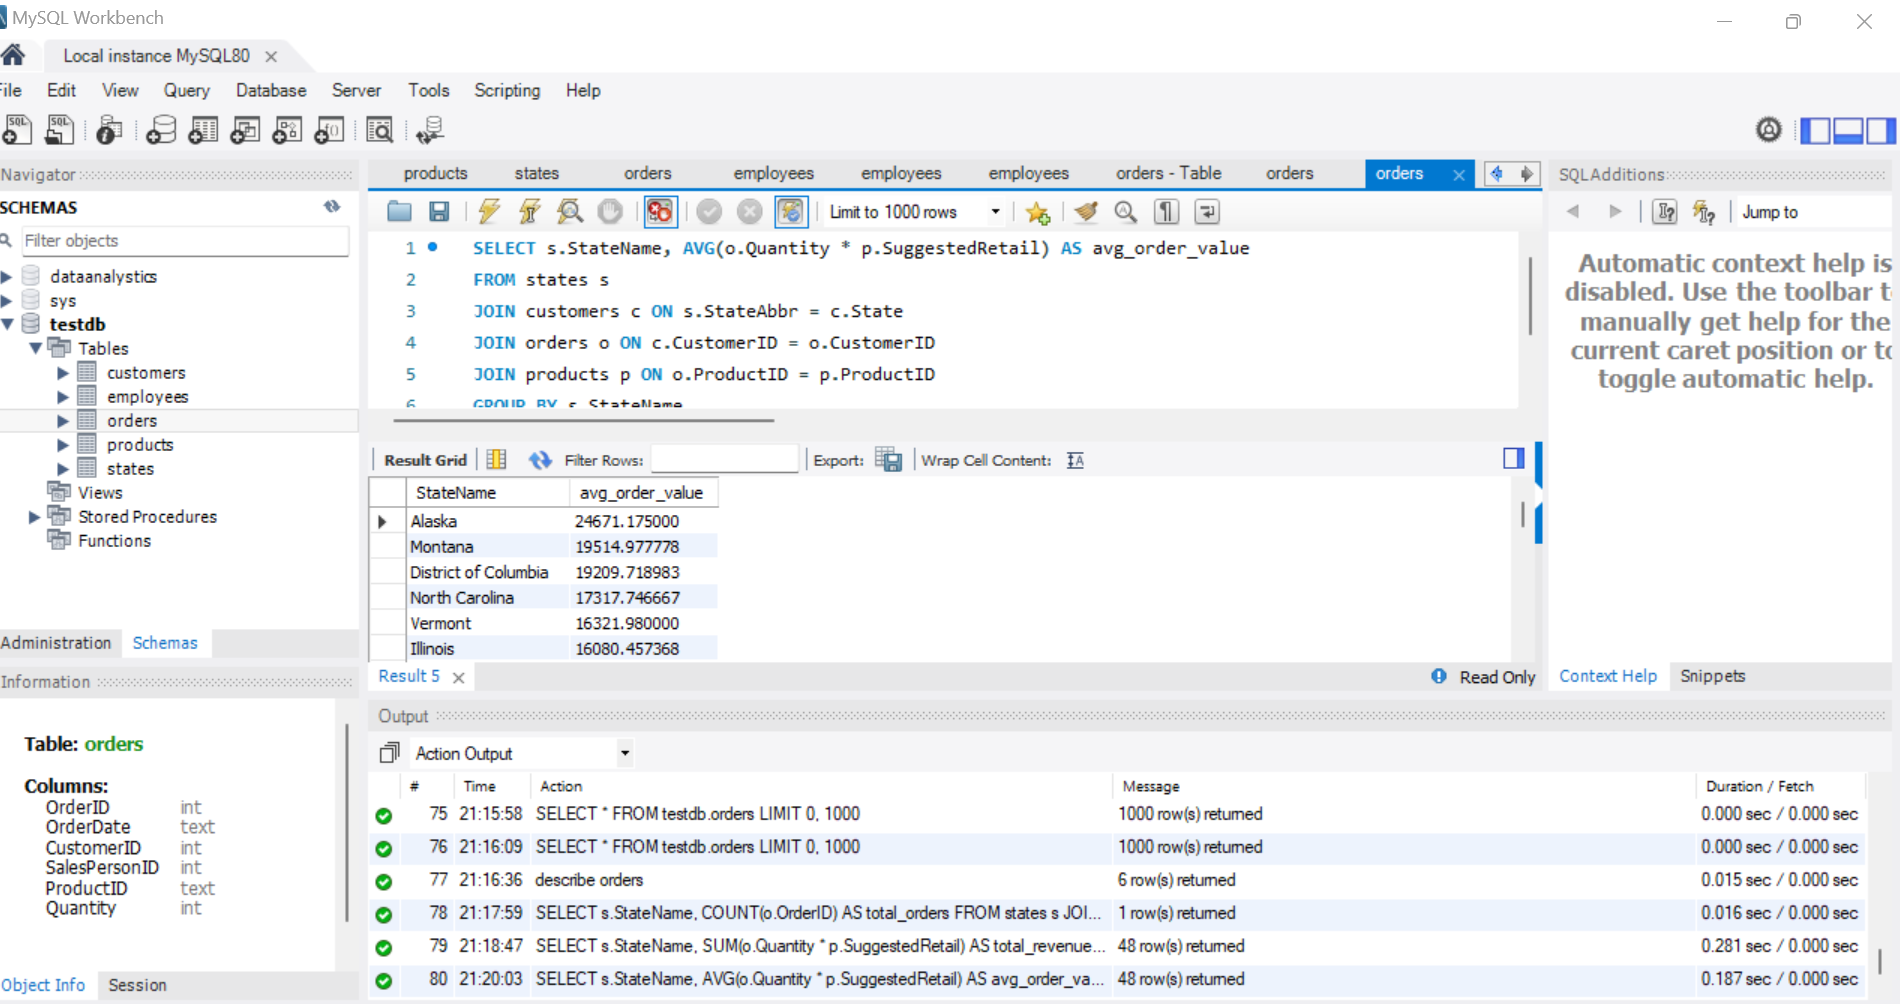 MySQL Workbench
Local instance MySQL80
File Edit View Query Database Server Tools Scripting Help
Navigator
SCHEMAS
Filter objects
dataanalystics
sys
testdb
Tables
customers
employees
orders
products
states
Views
Stored Procedures
Functions
Administration Schemas
Information
Table: orders
Columns:
OrderID int
OrderDate text
CustomerID int
SalesPersonID int
ProductID text
Quantity int
Object Info Session
products states orders employees employees employees orders - Table orders orders
Limit to 1000 rows
1 SELECT s.StateName, AVG(o.Quantity * p.SuggestedRetail) AS avg_order_value
2 FROM states s
3 JOIN customers c ON s.StateAbbr = c.State
4 JOIN orders o ON c.CustomerID = o.CustomerID
5 JOIN products p ON o.ProductID = p.ProductID
6 GROUP BY s.StateName
Result Grid Filter Rows: Export: Wrap Cell Content:
StateName avg_order_value
Alaska 24671.175000
Montana 19514.977778
District of Columbia 19209.718983
North Carolina 17317.746667
Vermont 16321.980000
Illinois 16080.457368
Result 5 Read Only
SQLAdditions
Jump to
Automatic context help is
disabled. Use the toolbar t
manually get help for the
current caret position or to
toggle automatic help.
Context Help Snippets
Output
Action Output
# Time Action Message Duration / Fetch
75 21:15:58 SELECT * FROM testdb.orders LIMIT 0, 1000 1000 row(s) returned 0.000 sec / 0.000 sec
76 21:16:09 SELECT * FROM testdb.orders LIMIT 0, 1000 1000 row(s) returned 0.000 sec / 0.000 sec
77 21:16:36 describe orders 6 row(s) returned 0.015 sec / 0.000 sec
78 21:17:59 SELECT s.StateName, COUNT(o.OrderID) AS total_orders FROM states s JOI... 1 row(s) returned 0.016 sec / 0.000 sec
79 21:18:47 SELECT s.StateName, SUM(o.Quantity * p.SuggestedRetail) AS total_revenue... 48 row(s) returned 0.281 sec / 0.000 sec
80 21:20:03 SELECT s.StateName, AVG(o.Quantity * p.SuggestedRetail) AS avg_order_va... 48 row(s) returned 0.187 sec / 0.000 sec